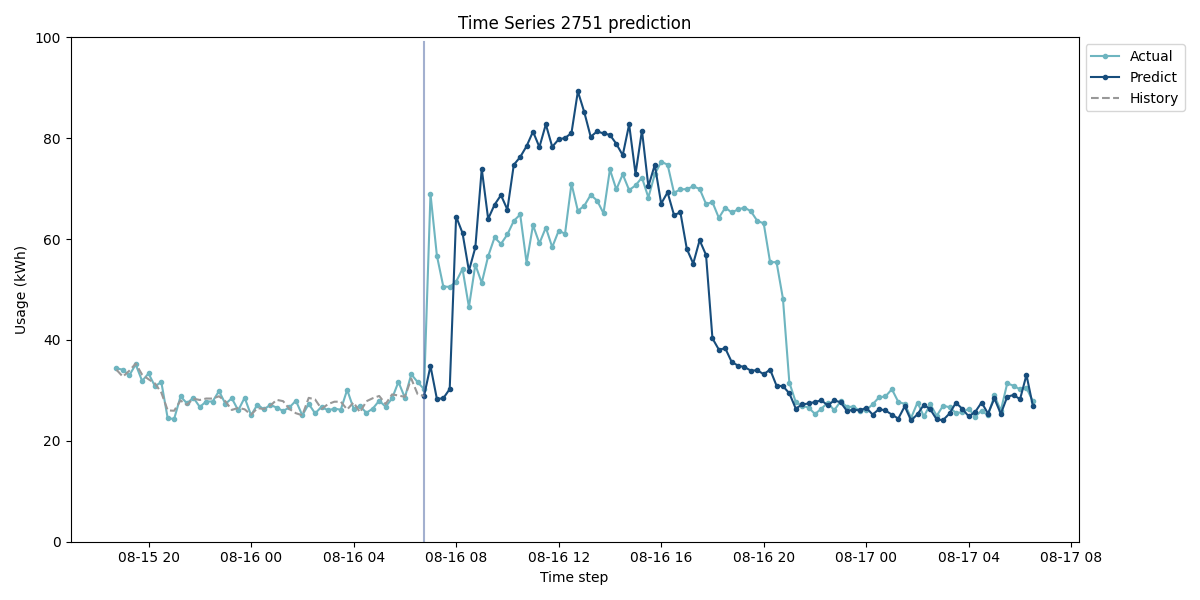 Time Series 2751 prediction
100
80
60
40
20
0
Usage (kWh)
08-15 20
08-16 00
08-16 04
08-16 08
08-16 12
08-16 16
08-16 20
08-17 00
08-17 04
08-17 08
Time step
Actual
Predict
History